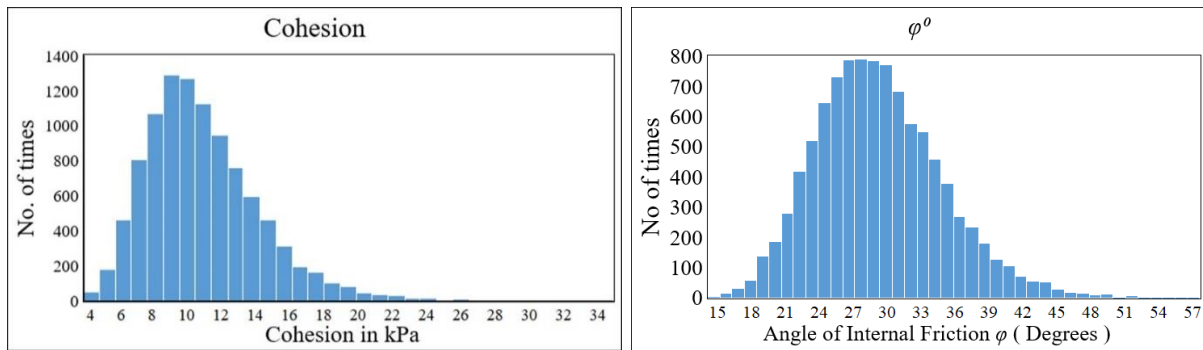 Cohesion
1400
1200
1000
800
600
400
200
0
No. of times
4 6 8 10 12 14 16 18 20 22 24 26 28 30 32 34
Cohesion in kPa
φº
800
700
600
500
400
300
200
100
0
No of times
15 18 21 24 27 30 33 36 39 42 45 48 51 54 57
Angle of Internal Friction φ ( Degrees )